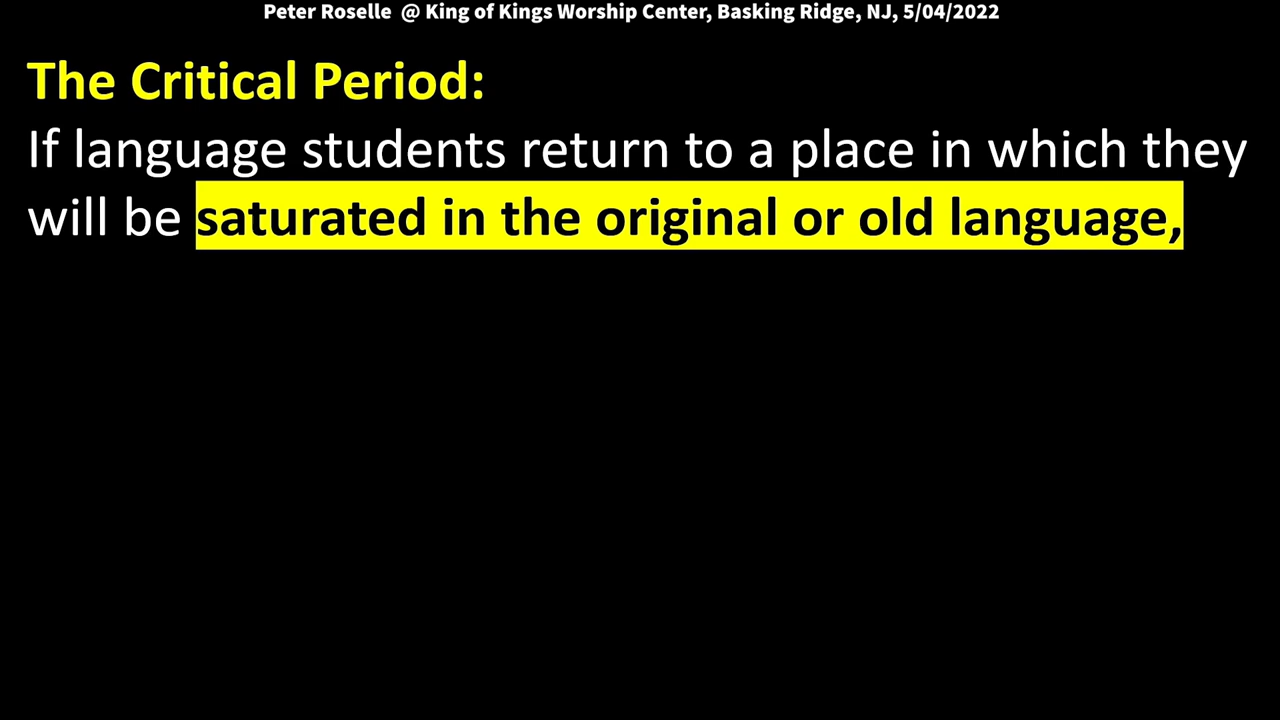 Peter Roselle @ King of Kings Worship Center, Basking Ridge, NJ, 5/04/2022
The Critical Period:
If language students return to a place in which they
will be saturated in the original or old language,